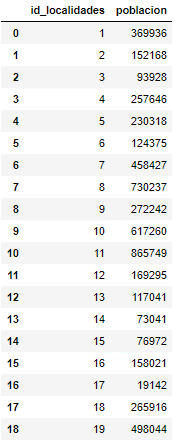 id_localidades poblacion
0 1 369936
1 2 152168
2 3 93928
3 4 257646
4 5 230318
5 6 124375
6 7 458427
7 8 730237
8 9 272242
9 10 617260
10 11 865749
11 12 169295
12 13 117041
13 14 73041
14 15 76972
15 16 158021
16 17 19142
17 18 265916
18 19 498044